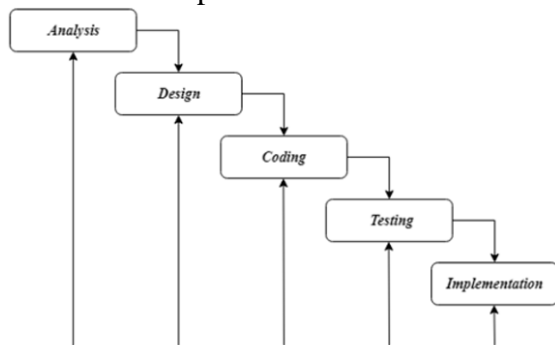 Analysis
Design
Coding
Testing
Implementation